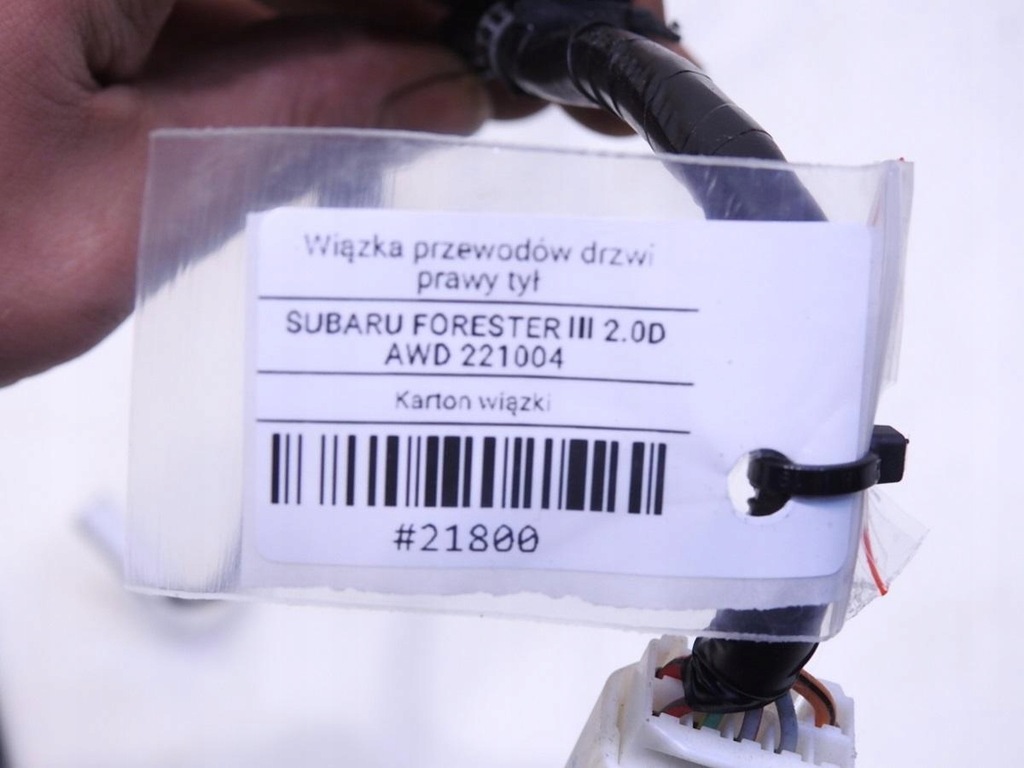 Wiązka przewodów drzwi
prawy tył
SUBARU FORESTER III 2.0D
AWD 221004
Karton wiązki
#21800